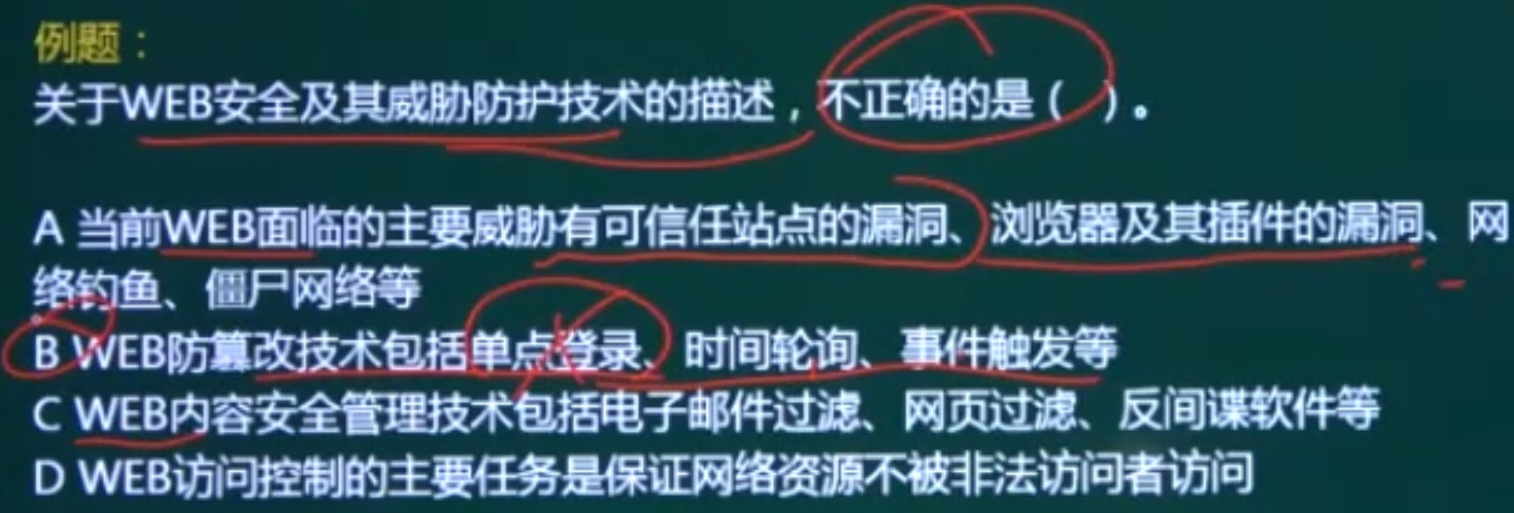 例题：
关于WEB安全及其威胁防护技术的描述，不正确的是（ ）。
A 当前WEB面临的主要威胁有可信任站点的漏洞、浏览器及其插件的漏洞、网
络钓鱼、僵尸网络等
B WEB防篡改技术包括单点登录、时间轮询、事件触发等
C WEB内容安全管理技术包括电子邮件过滤、网页过滤、反间谍软件等
D WEB访问控制的主要任务是保证网络资源不被非法访问者访问